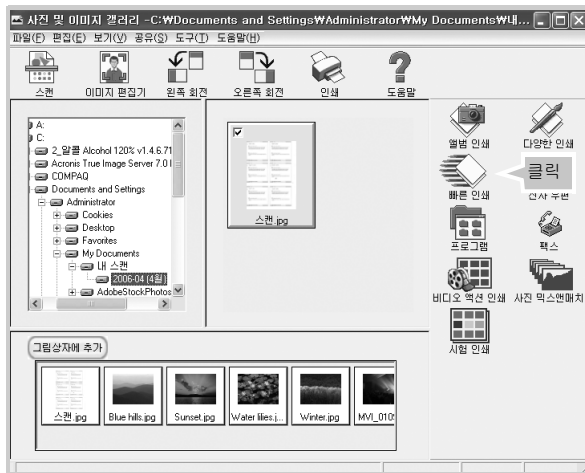 사진 및 이미지 갤러리 -C:₩Documents and Settings₩Administrator₩My Documents₩내...
파일(F) 편집(E) 보기(V) 공유(S) 도구(T) 도움말(H)
스캔 이미지 편집기 왼쪽 회전 오른쪽 회전 인쇄 도움말
A:
C:
2_알콜 Alcohol 120% v1.4.6.71
Acronis True Image Server 7.0 I
COMPAQ
Documents and Settings
Administrator
Cookies
Desktop
Favorites
My Documents
내 스캔
2006-04 (4월)
AdobeStockPhotos
스캔.jpg
앨범 인쇄 다양한 인쇄
클릭
빠른 인쇄 전자 우편
프로그램 팩스
비디오 액션 인쇄 사진 믹스앤매치
시험 인쇄
그림상자에 추가
스캔.jpg Blue hills.jpg Sunset.jpg Water lilies.j... Winter.jpg MVI_010